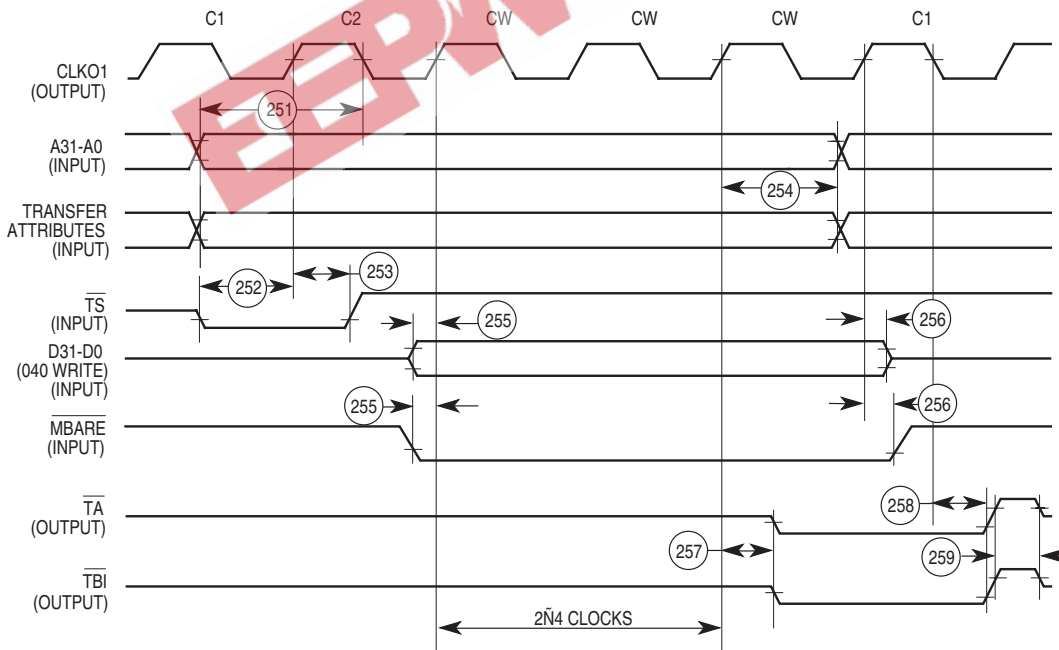 C1 C2 CW CW CW C1
CLKO1
(OUTPUT)
251
A31-A0
(INPUT)
254
TRANSFER
ATTRIBUTES
(INPUT)
252
253
TS
(INPUT)
255
256
D31-D0
(040 WRITE)
(INPUT)
255
256
MBARE
(INPUT)
TA
(OUTPUT)
258
257
259
TBI
(OUTPUT)
2Ñ4 CLOCKS